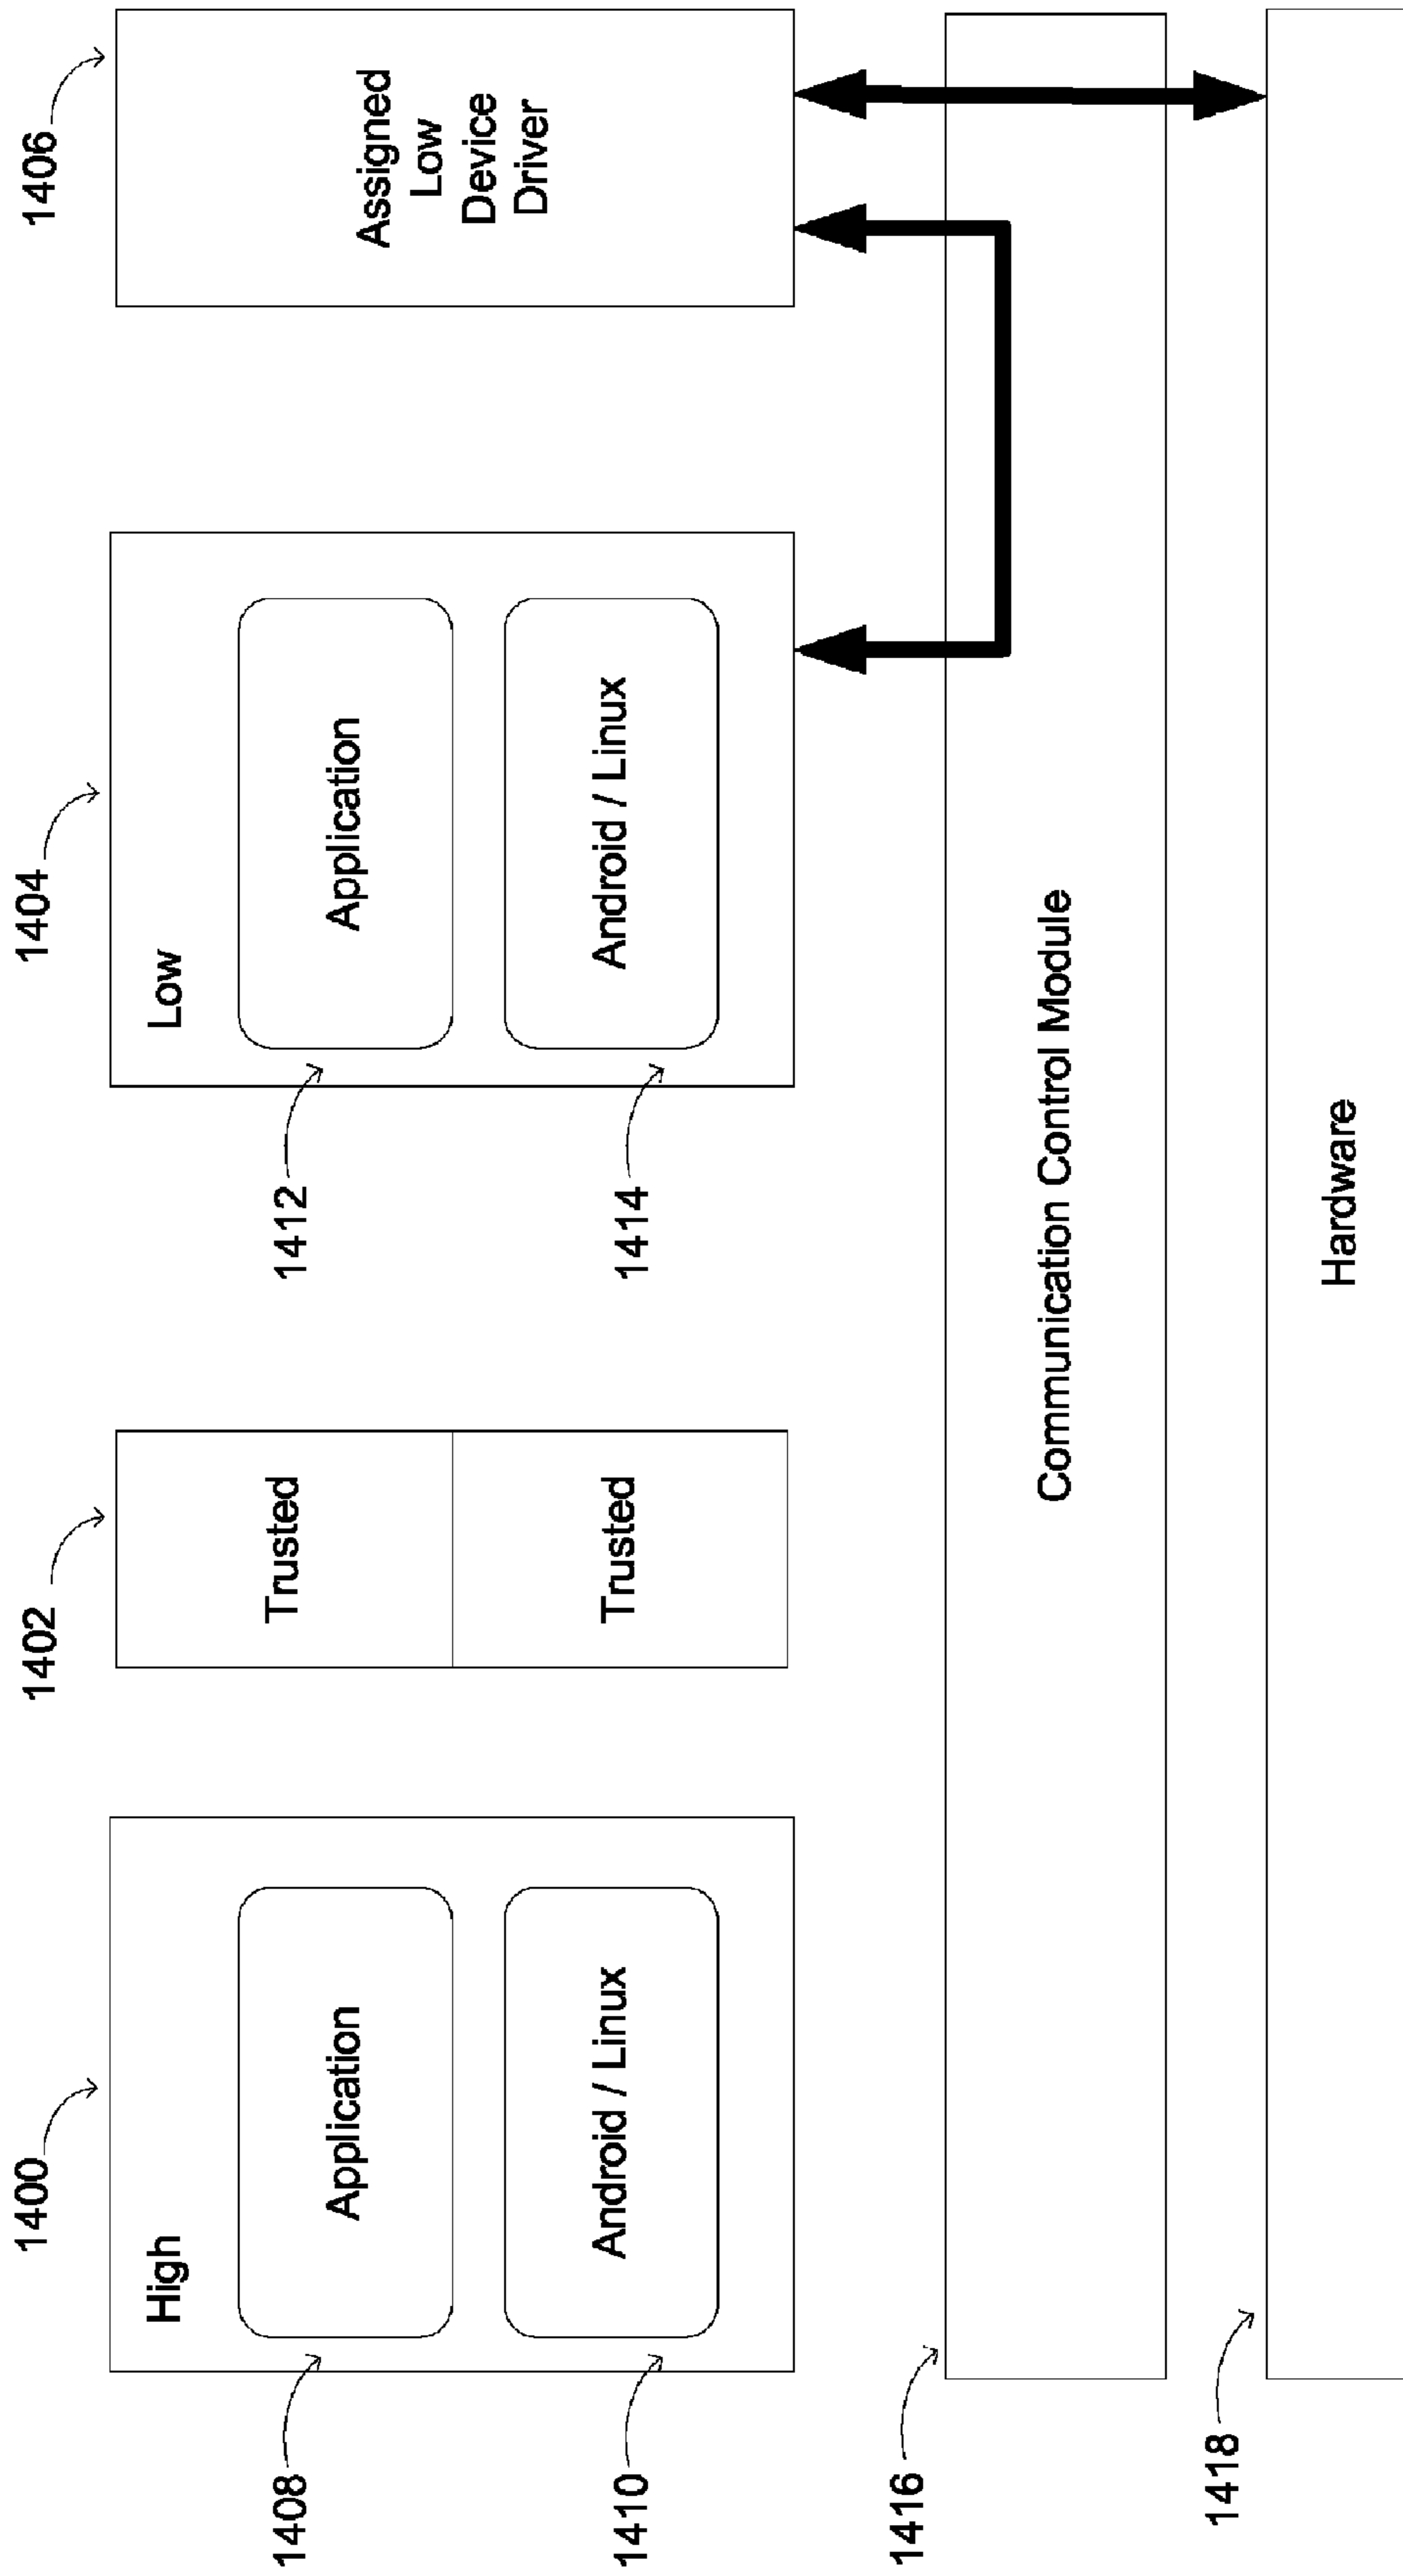 1400
1402
1404
1406
High
Low
1408
Application
Trusted
1412
Application
Assigned
Low
Device
Driver
1410
Android / Linux
Trusted
1414
Android / Linux
1416
Communication Control Module
1418
Hardware